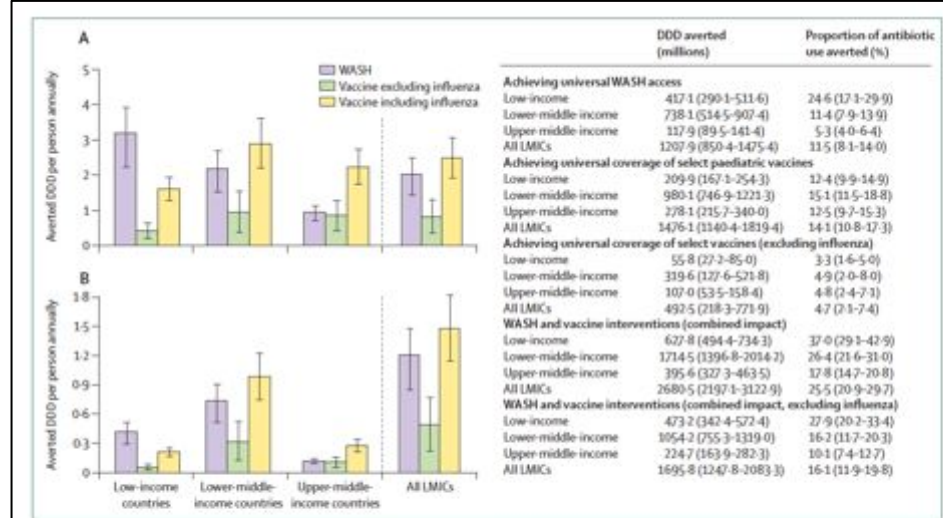 A
WASH
Vaccine excluding influenza
Vaccine including influenza
Averted DDD per person annually
5
4
3
2
1
0
B
Averted DDD per person annually
1·8
1·5
1·2
0·6
0·3
0
Low-income countries
Lower-middle-income countries
Upper-middle-income countries
All LMICs
DDD averted (millions)
Proportion of antibiotic use averted (%)
Achieving universal WASH access
Low-income 417·1 (290·1–511·6) 24·6 (17·1–29·9)
Lower-middle-income 738·1 (514·5–907·4) 11·4 (7·9–13·9)
Upper-middle-income 117·9 (89·5–141·4) 5·3 (4·0–6·4)
All LMICs 1207·9 (850·4–1475·4) 11·5 (8·1–14·0)
Achieving universal coverage of select paediatric vaccines
Low-income 209·9 (167·1–254·3) 12·4 (9·9–14·9)
Lower-middle-income 980·1 (746·9–1221·3) 15·1 (11·5–18·8)
Upper-middle-income 278·1 (215·7–340·0) 12·5 (9·7–15·3)
All LMICs 1476·1 (1140·4–1819·4) 14·1 (10·8–17·3)
Achieving universal coverage of select vaccines (excluding influenza)
Low-income 55·8 (27·2–85·0) 3·3 (1·6–5·0)
Lower-middle-income 319·6 (127·6–521·8) 4·9 (2·0–8·0)
Upper-middle-income 107·0 (53·5–158·4) 4·8 (2·4–7·1)
All LMICs 492·5 (218·3–771·9) 4·7 (2·1–7·4)
WASH and vaccine interventions (combined impact)
Low-income 627·8 (494·4–734·3) 37·0 (29·1–42·9)
Lower-middle-income 1714·5 (1396·8–2014·2) 26·4 (21·6–31·0)
Upper-middle-income 395·6 (327·3–463·5) 17·8 (14·7–20·8)
All LMICs 2680·5 (2197·1–3122·9) 25·5 (20·9–29·7)
WASH and vaccine interventions (combined impact, excluding influenza)
Low-income 473·2 (342·4–572·4) 27·9 (20·2–33·4)
Lower-middle-income 1054·2 (755·3–1319·0) 16·2 (11·7–20·3)
Upper-middle-income 224·7 (163·9–282·3) 10·1 (7·4–12·7)
All LMICs 1695·8 (1247·8–2083·3) 16·1 (11·9–19·8)